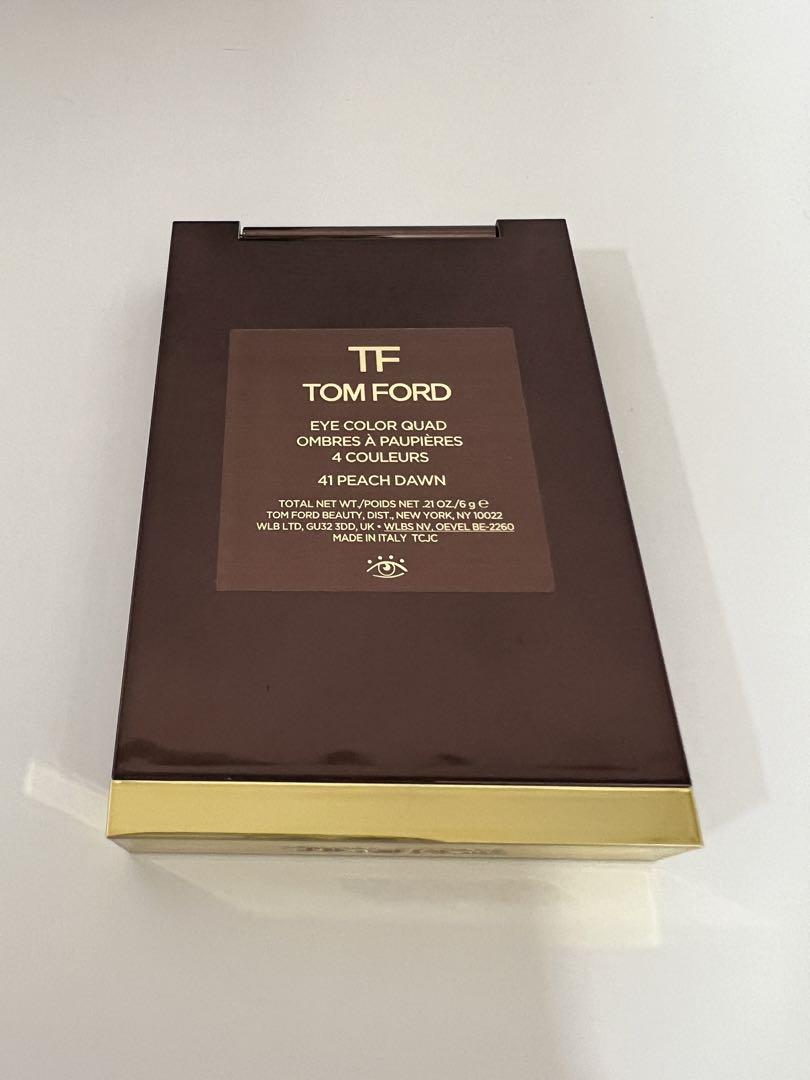 TF
TOM FORD
EYE COLOR QUAD
OMBRES À PAUPIÈRES
4 COULEURS
41 PEACH DAWN
TOTAL NET WT./POIDS NET .21 OZ./6 g ℮
TOM FORD BEAUTY, DIST., NEW YORK, NY 10022
WLB LTD, GU32 3DD, UK • WLBS NV. OEVEL BE-2260
MADE IN ITALY TCJC